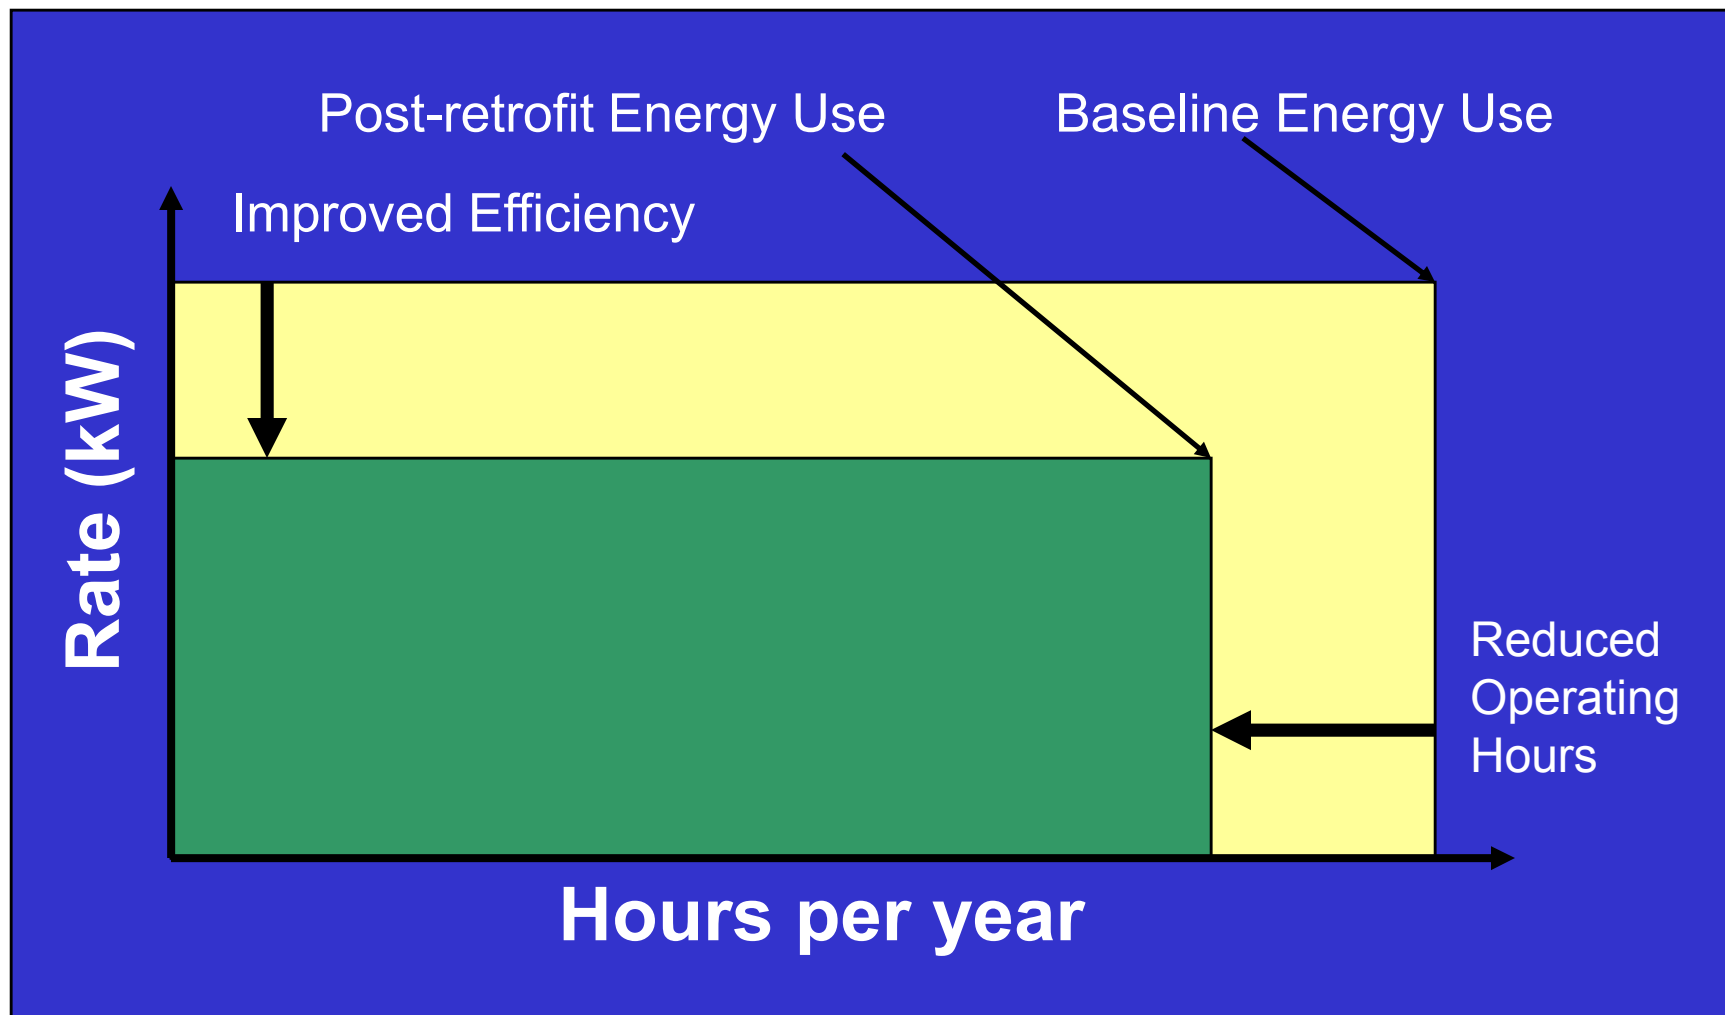 Post-retrofit Energy Use
Baseline Energy Use
Improved Efficiency
Rate (kW)
Reduced
Operating
Hours
Hours per year